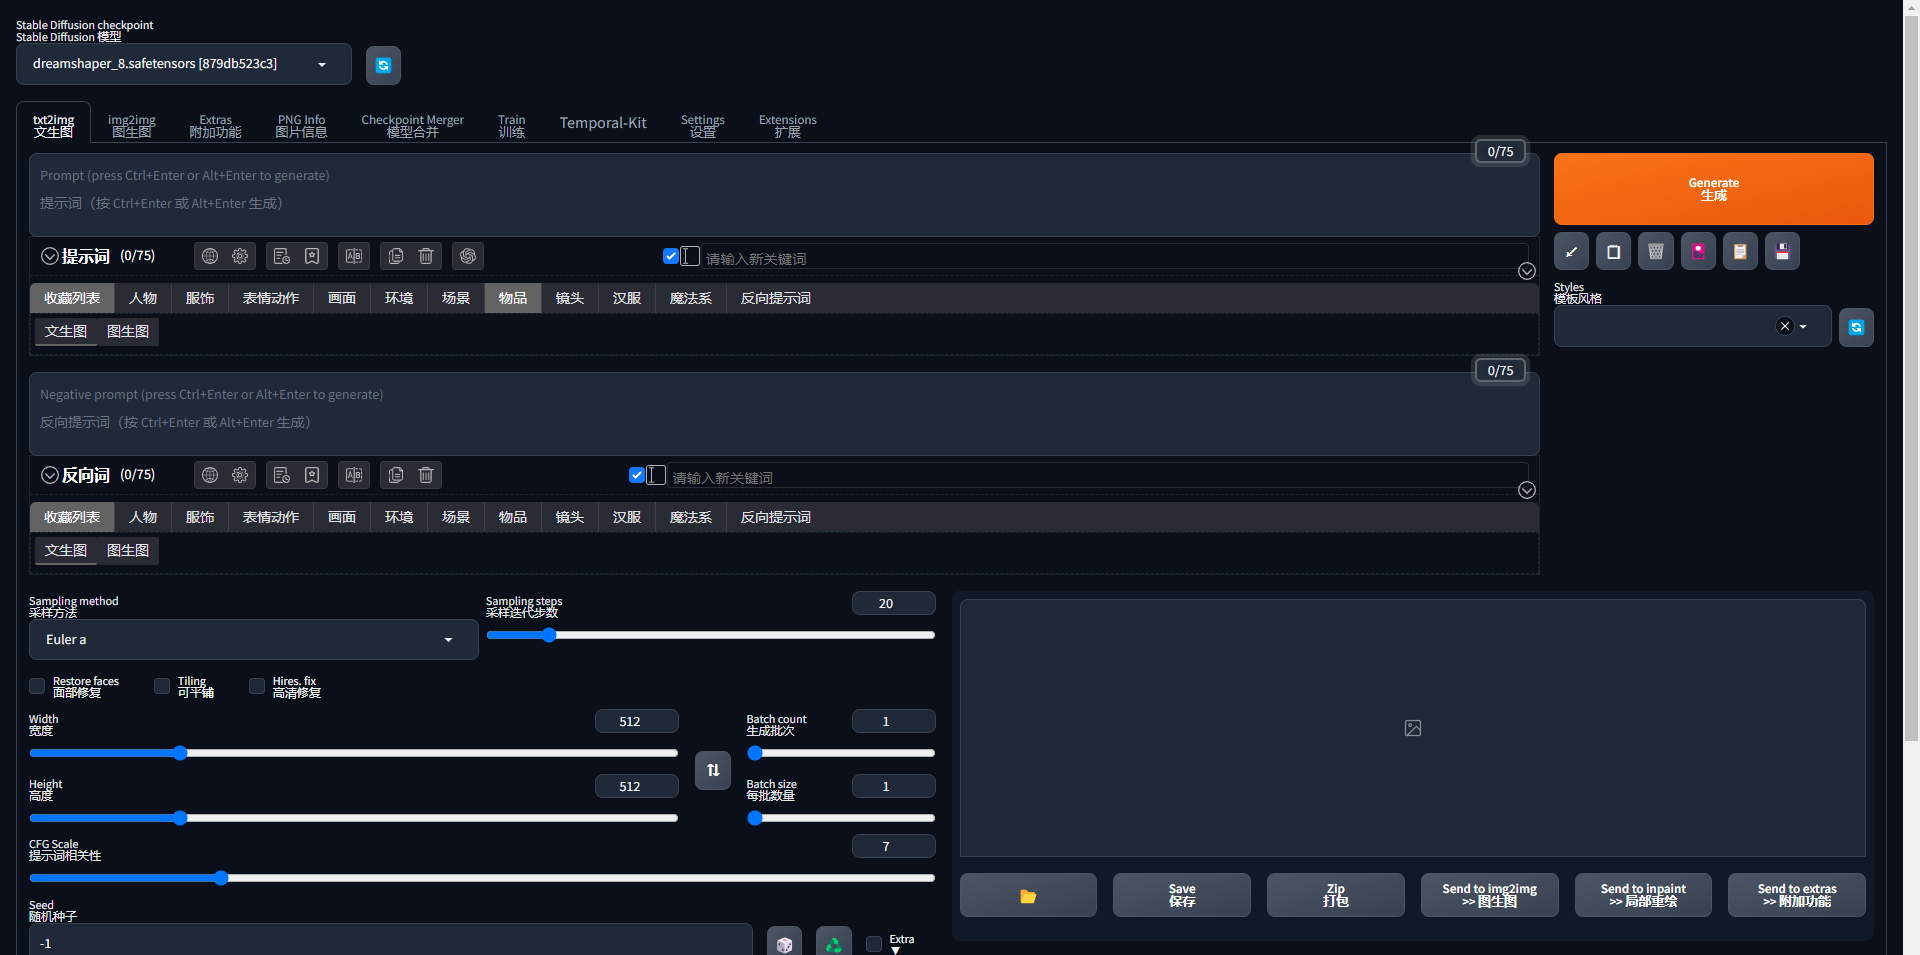 Stable Diffusion checkpoint
Stable Diffusion 模型
dreamshaper_8.safetensors [879db523c3]
txt2img
文生图
img2img
图生图
Extras
附加功能
PNG Info
图片信息
Checkpoint Merger
模型合并
Train
训练
Temporal-Kit
Settings
设置
Extensions
扩展
0/75
Prompt (press Ctrl+Enter or Alt+Enter to generate)
提示词（按 Ctrl+Enter 或 Alt+Enter 生成）
Generate
生成
提示词 (0/75)
请输入新关键词
收藏列表 人物 服饰 表情动作 画面 环境 场景 物品 镜头 汉服 魔法系 反向提示词
文生图 图生图
Styles
模板风格
0/75
Negative prompt (press Ctrl+Enter or Alt+Enter to generate)
反向提示词（按 Ctrl+Enter 或 Alt+Enter 生成）
反向词 (0/75)
请输入新关键词
收藏列表 人物 服饰 表情动作 画面 环境 场景 物品 镜头 汉服 魔法系 反向提示词
文生图 图生图
Sampling method
采样方法
Euler a
Sampling steps
采样迭代步数
20
Restore faces
面部修复
Tiling
可平铺
Hires. fix
高清修复
Width
宽度
512
Batch count
生成批次
1
Height
高度
512
Batch size
每批数量
1
CFG Scale
提示词相关性
7
Seed
随机种子
-1
Extra
Save
保存
Zip
打包
Send to img2img
>> 图生图
Send to inpaint
>> 局部重绘
Send to extras
>> 附加功能